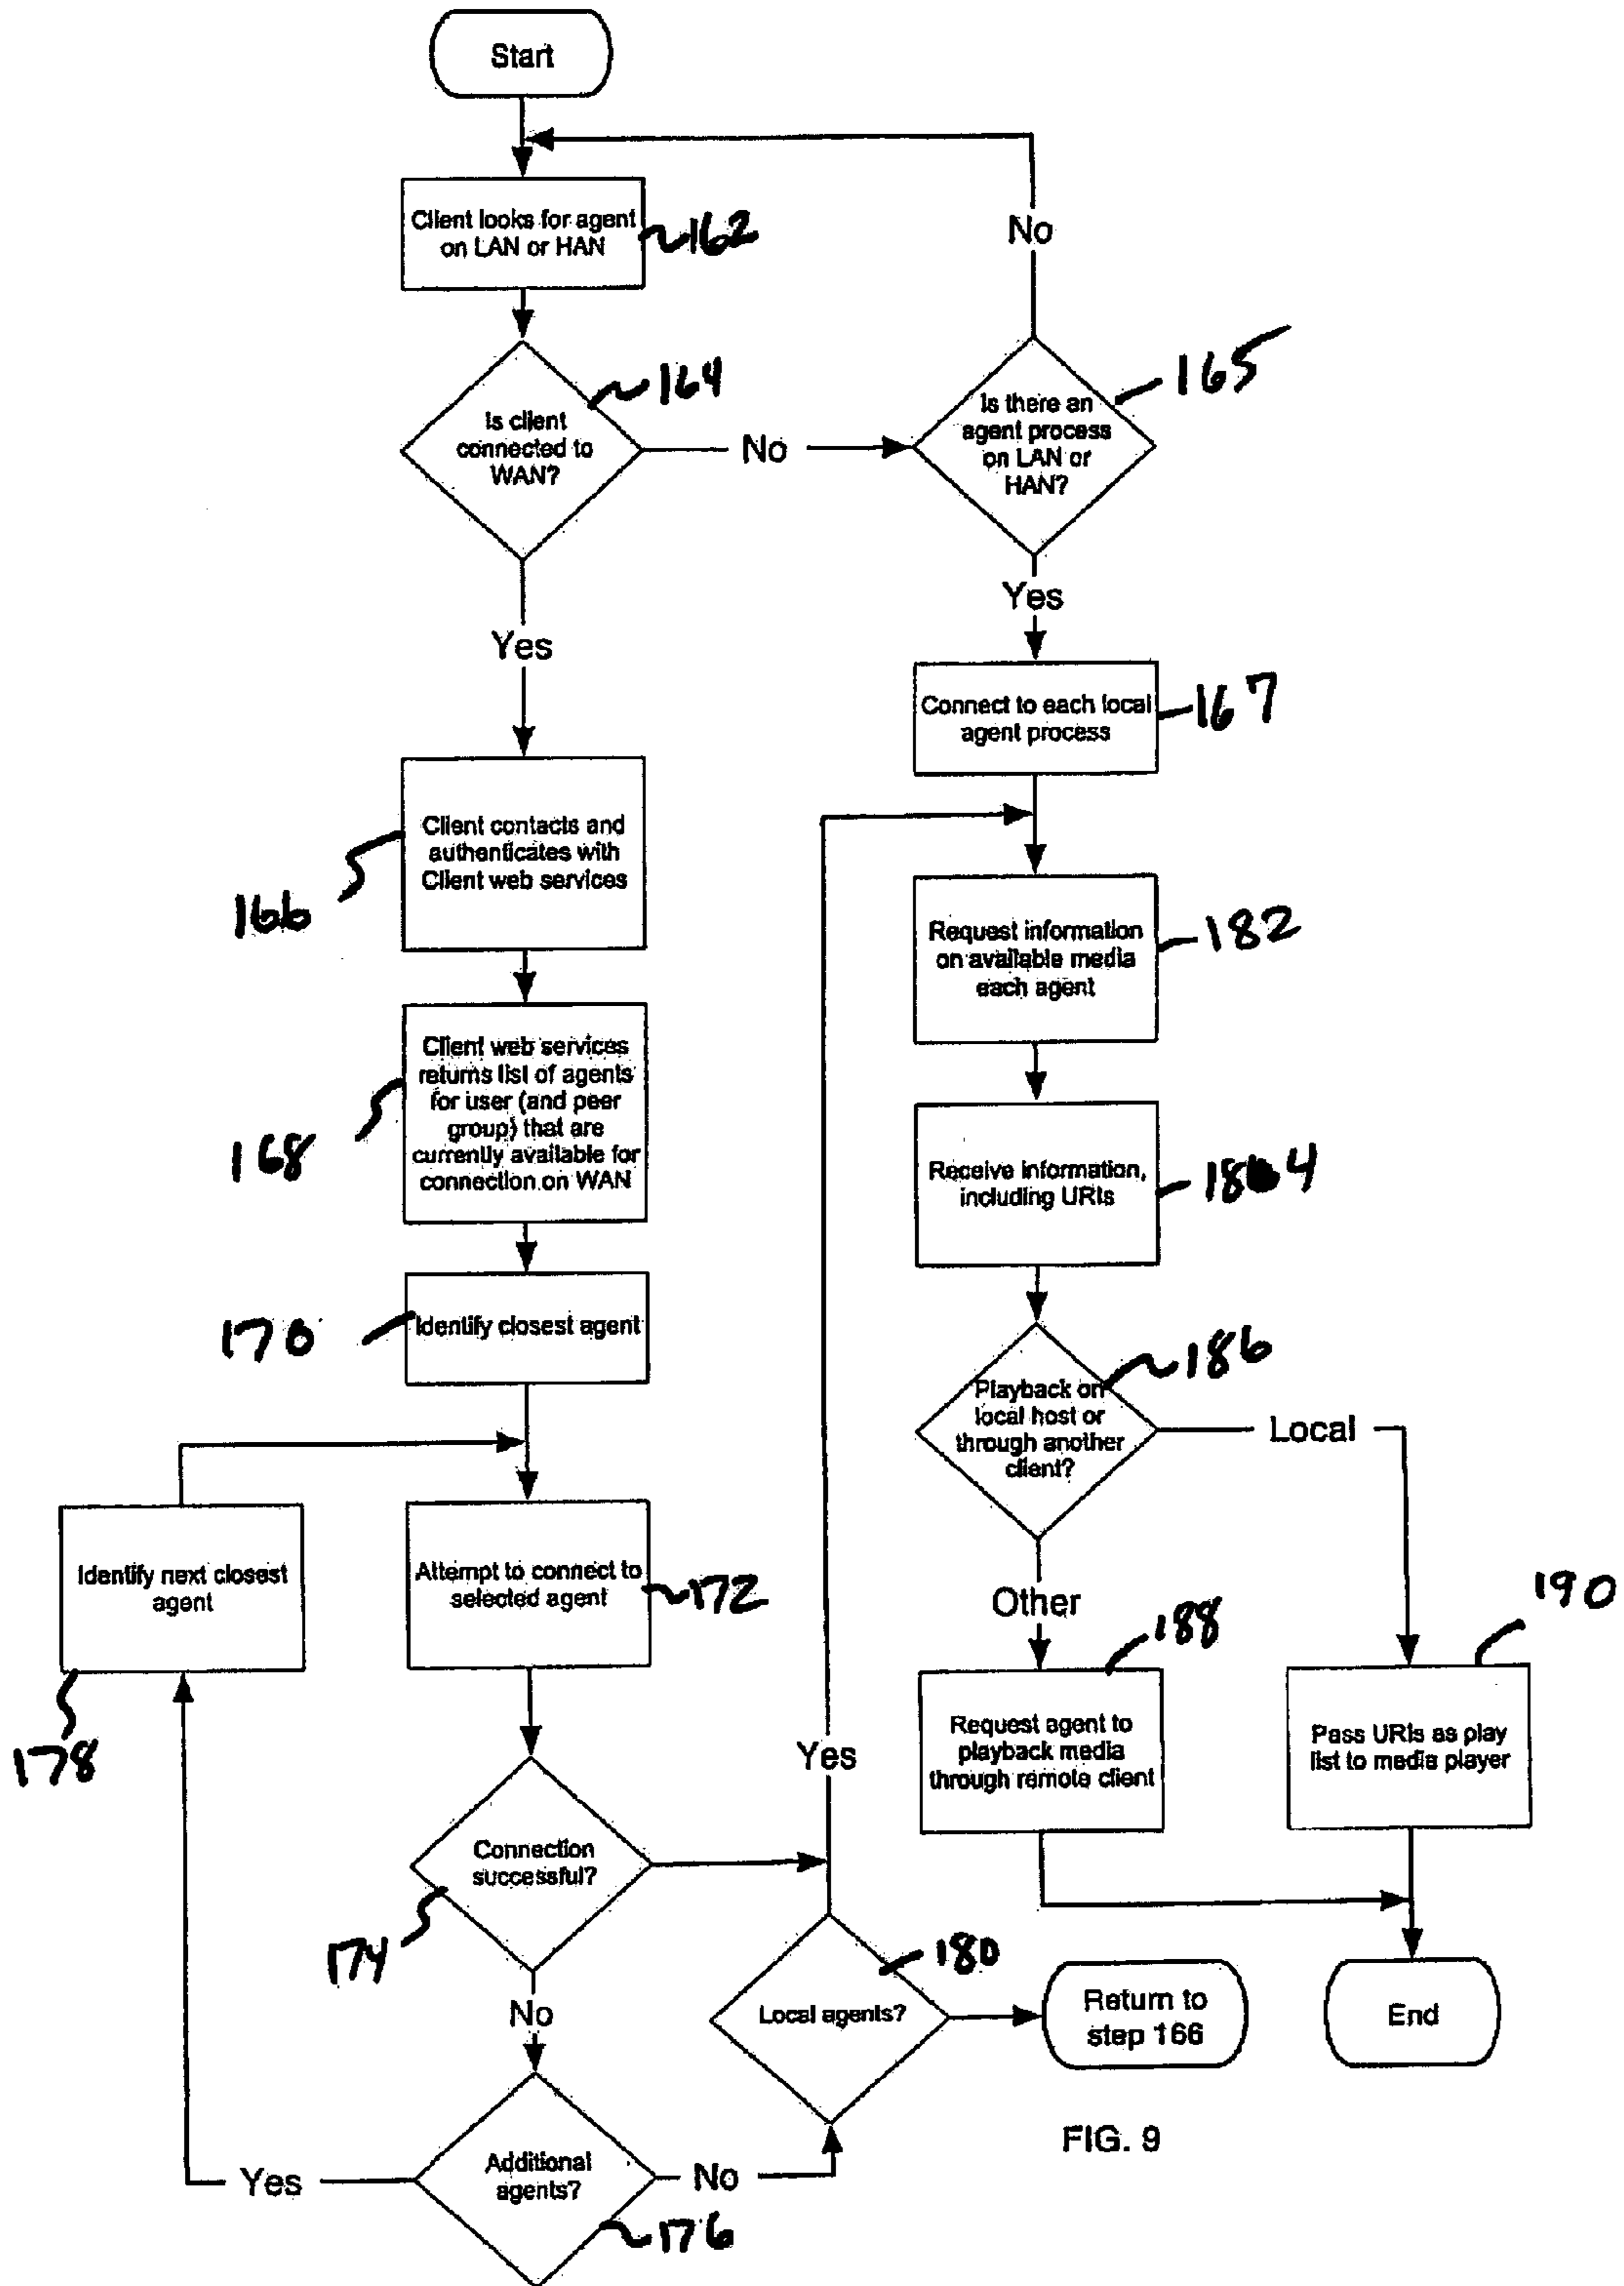 Start
Client looks for agent
on LAN or HAN
162
No
Is client
connected to
WAN?
164
No
Is there an
agent process
on LAN or
HAN?
165
Yes
Yes
Connect to each local
agent process
167
Client contacts and
authenticates with
Client web services
166
Request information
on available media
each agent
182
Client web services
returns list of agents
for user (and peer
group) that are
currently available for
connection on WAN
168
Receive information,
including URIs
184
Identify closest agent
170
Playback on
local host or
through another
client?
186
Local
Identify next closest
agent
178
Attempt to connect to
selected agent
172
Other
188
190
Request agent to
playback media
through remote client
Pass URIs as play
list to media player
Yes
Connection
successful?
174
No
Local agents?
180
Return to
step 166
End
Additional
agents?
176
Yes
No
FIG. 9